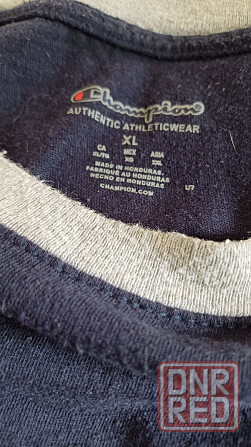 Champion
AUTHENTIC ATHLETICWEAR
XL
CA MEX ASIA
XL/TG XG XXL
MADE IN HONDURAS
FABRIQUÉ AU HONDURAS
HECHO EN HONDURAS
CHAMPION.COM
U7
DNR
RED